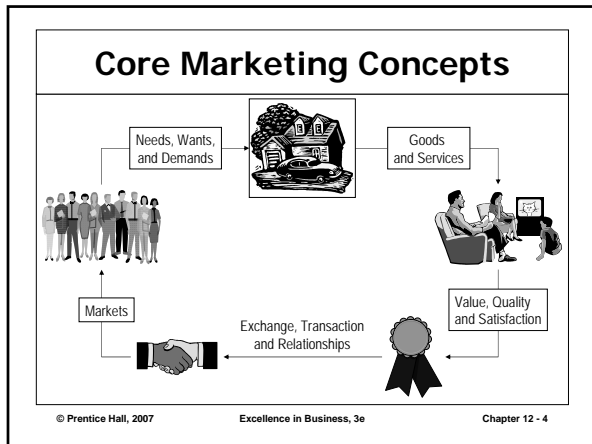 Core Marketing Concepts
Needs, Wants,
and Demands
Goods
and Services
Value, Quality
and Satisfaction
Exchange, Transaction
and Relationships
Markets
© Prentice Hall, 2007
Excellence in Business, 3e
Chapter 12 - 4